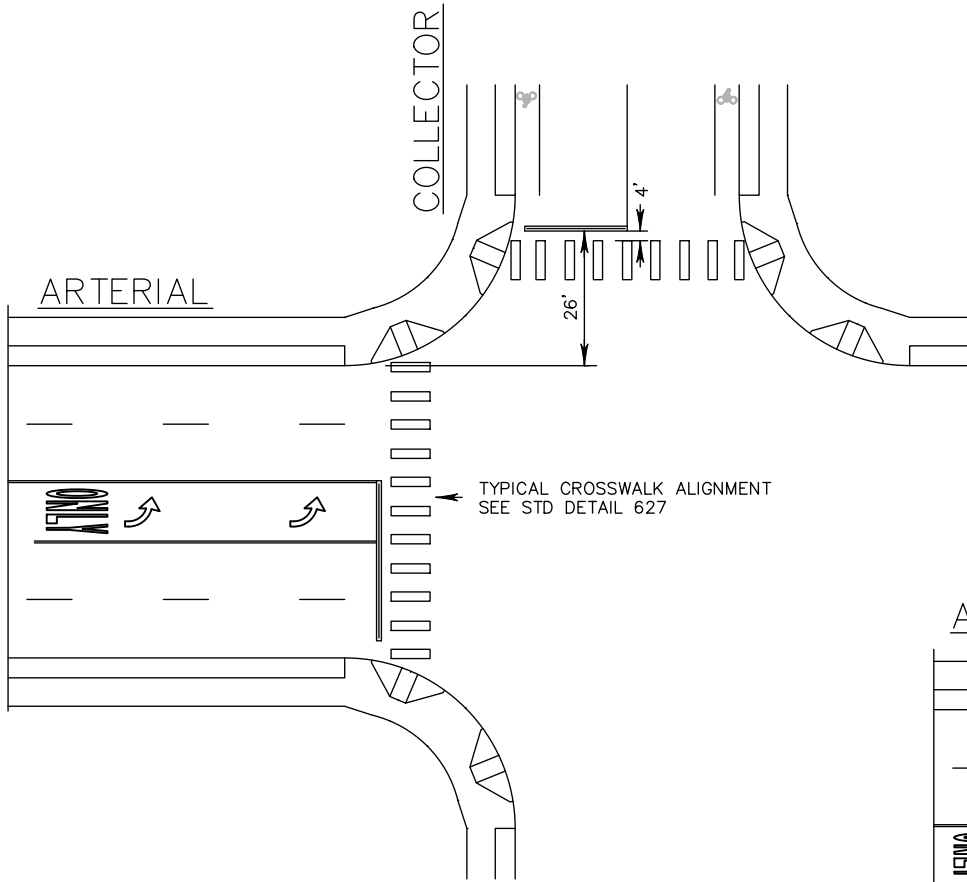 COLLECTOR
4'
ARTERIAL
26'
TYPICAL CROSSWALK ALIGNMENT
SEE STD DETAIL 627
ONLY
A